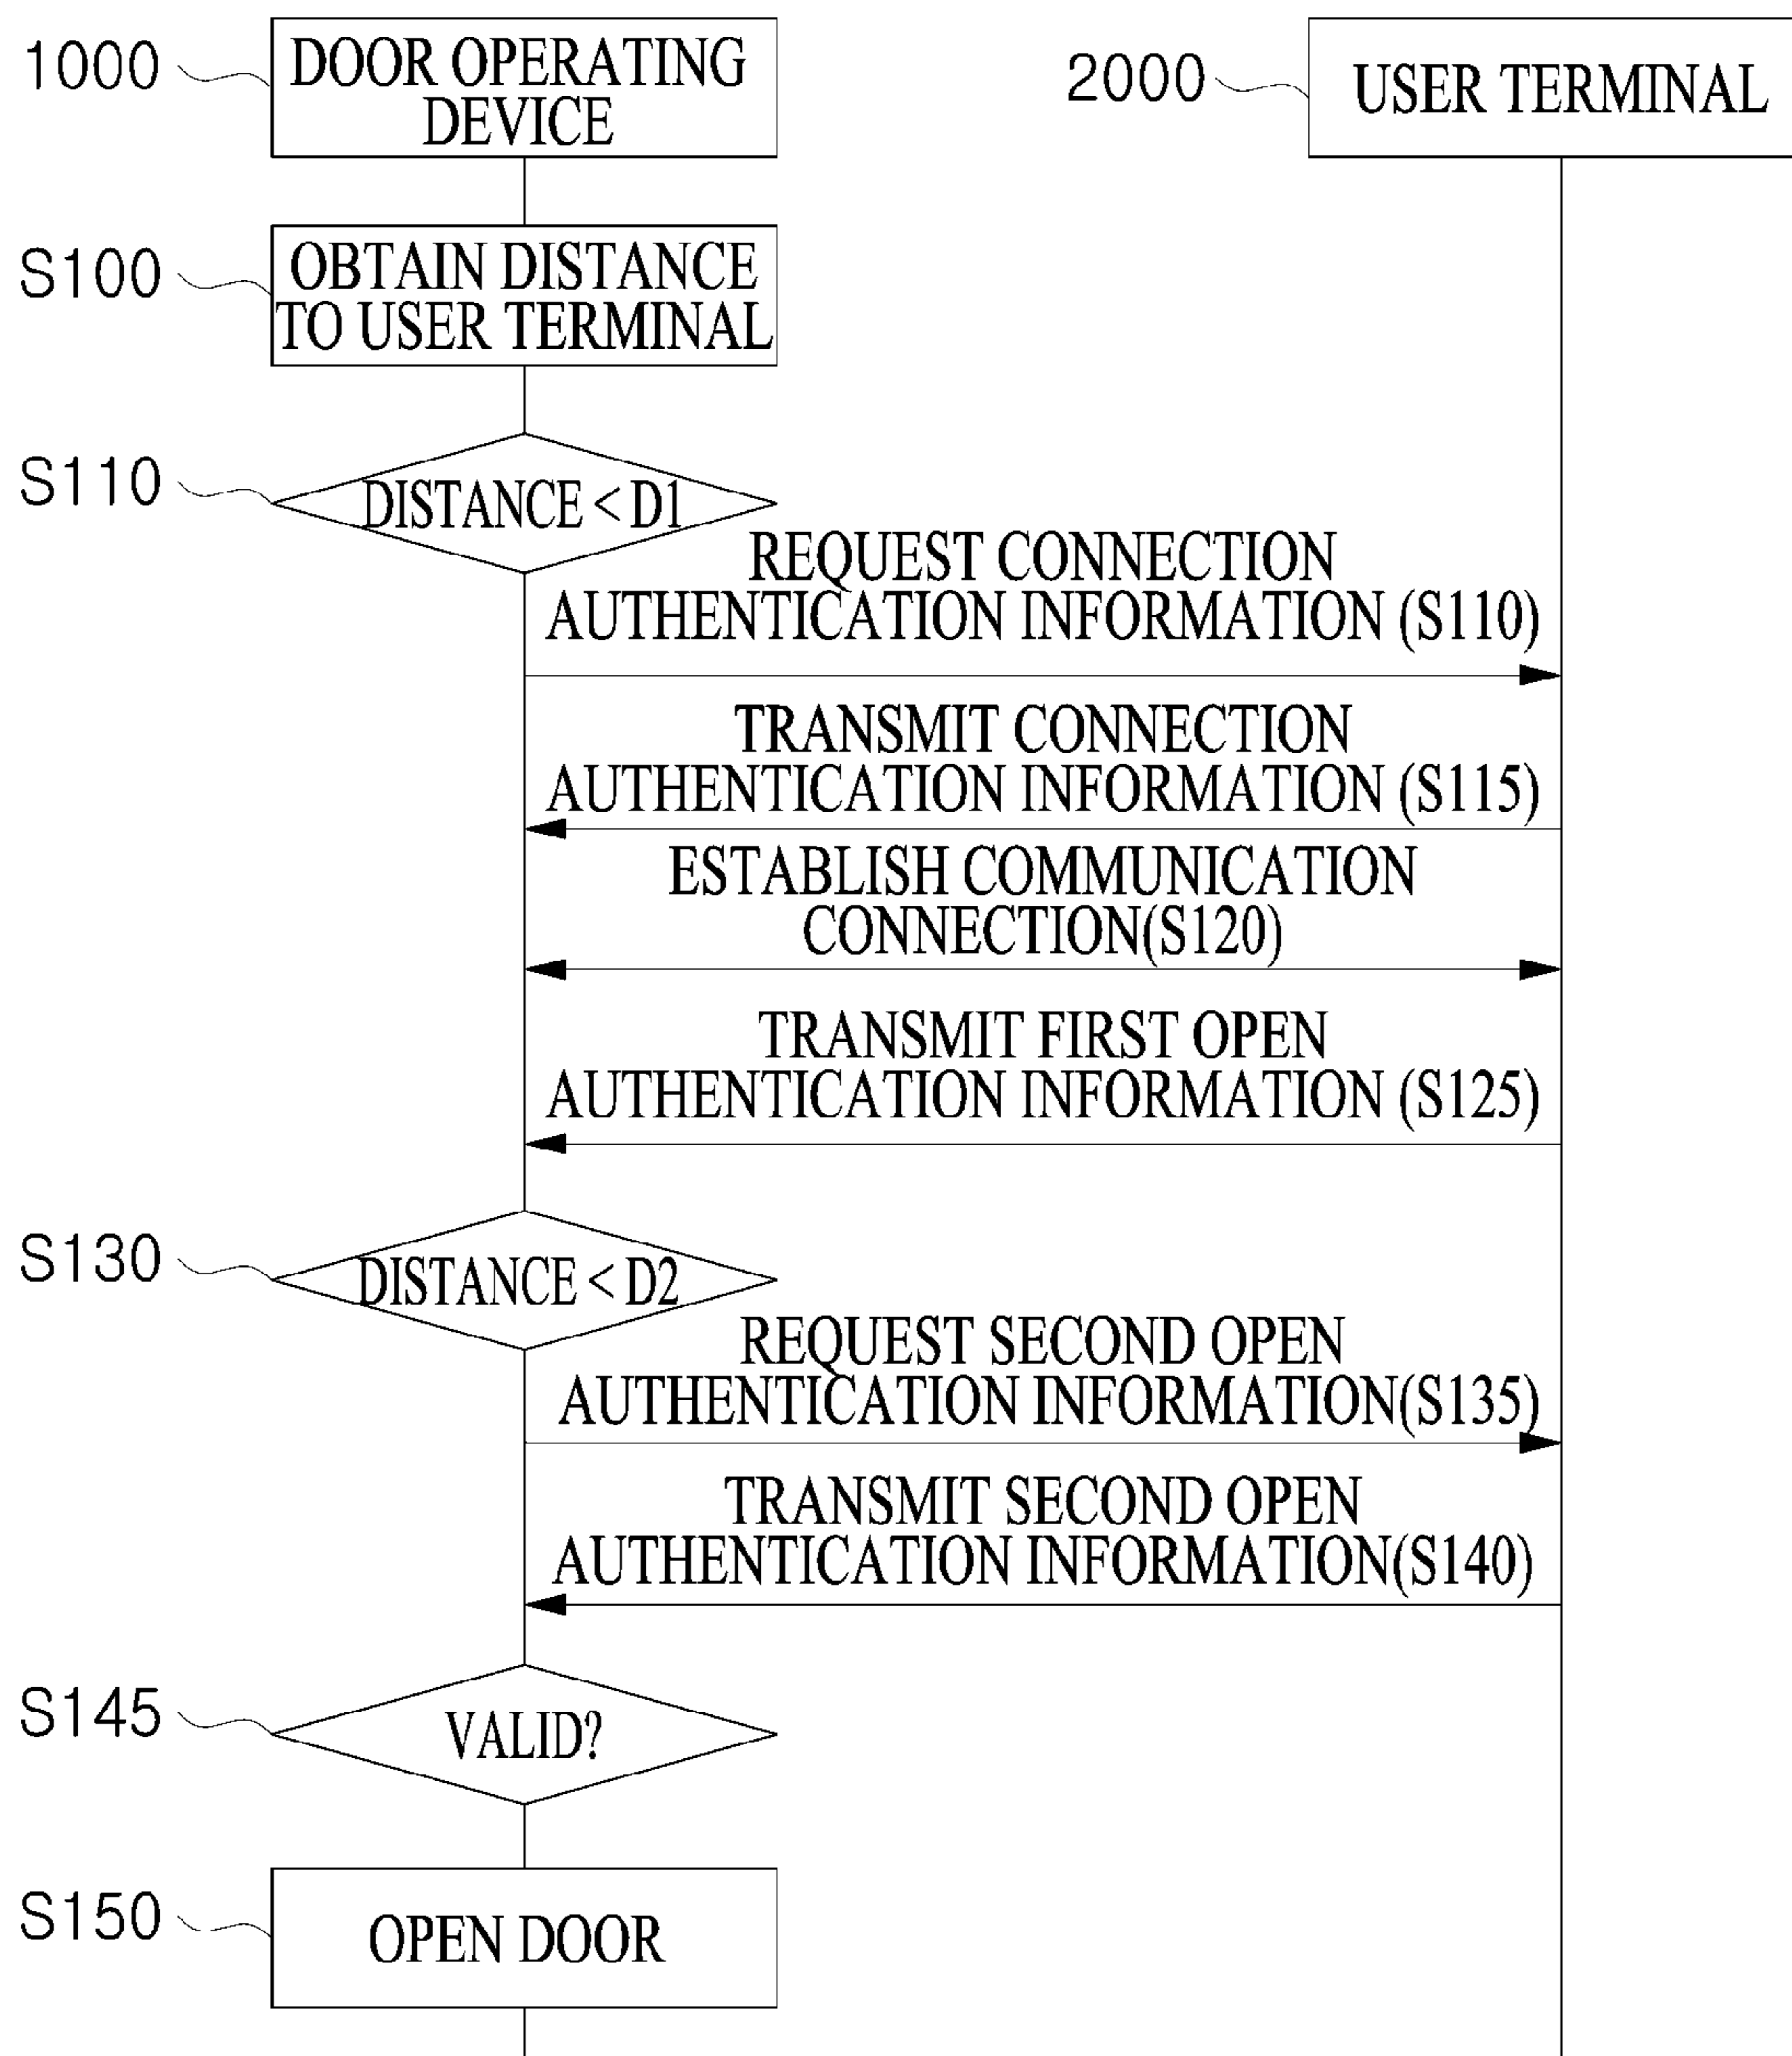 1000
DOOR OPERATING
DEVICE
2000
USER TERMINAL
S100
OBTAIN DISTANCE
TO USER TERMINAL
S110
DISTANCE < D1
REQUEST CONNECTION
AUTHENTICATION INFORMATION (S110)
TRANSMIT CONNECTION
AUTHENTICATION INFORMATION (S115)
ESTABLISH COMMUNICATION
CONNECTION(S120)
TRANSMIT FIRST OPEN
AUTHENTICATION INFORMATION (S125)
S130
DISTANCE < D2
REQUEST SECOND OPEN
AUTHENTICATION INFORMATION(S135)
TRANSMIT SECOND OPEN
AUTHENTICATION INFORMATION(S140)
S145
VALID?
S150
OPEN DOOR